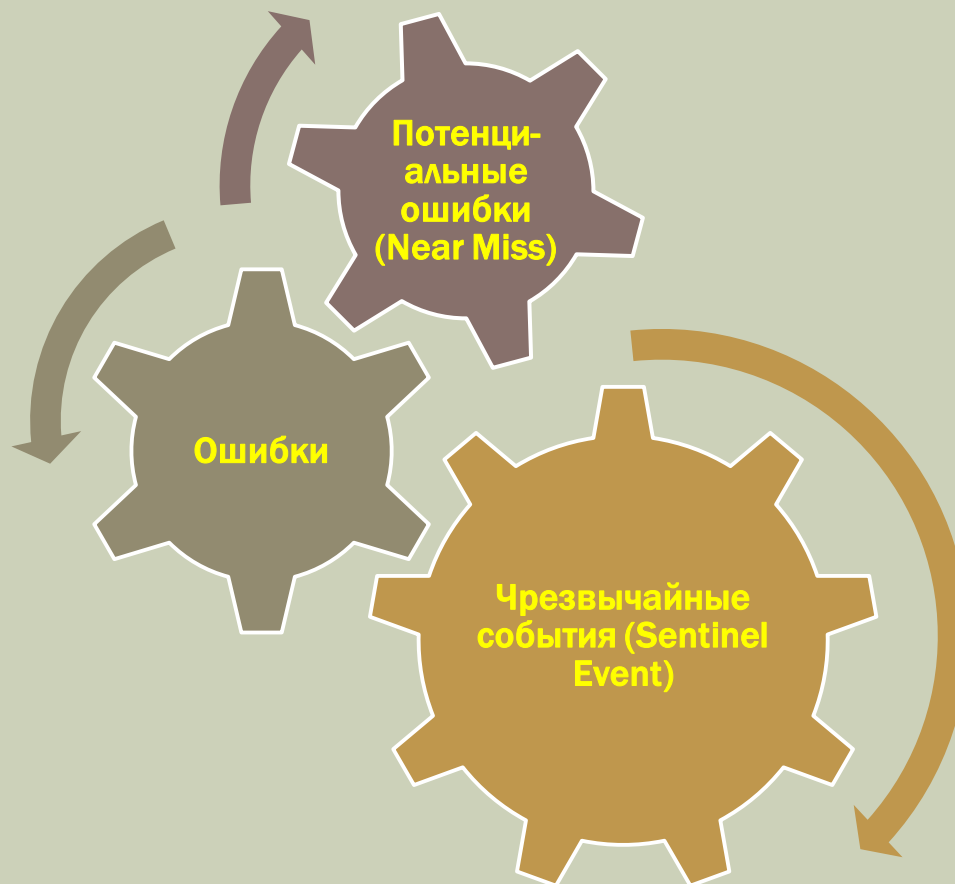 Потенци-
альные
ошибки
(Near Miss)
Ошибки
Чрезвычайные
события (Sentinel
Event)